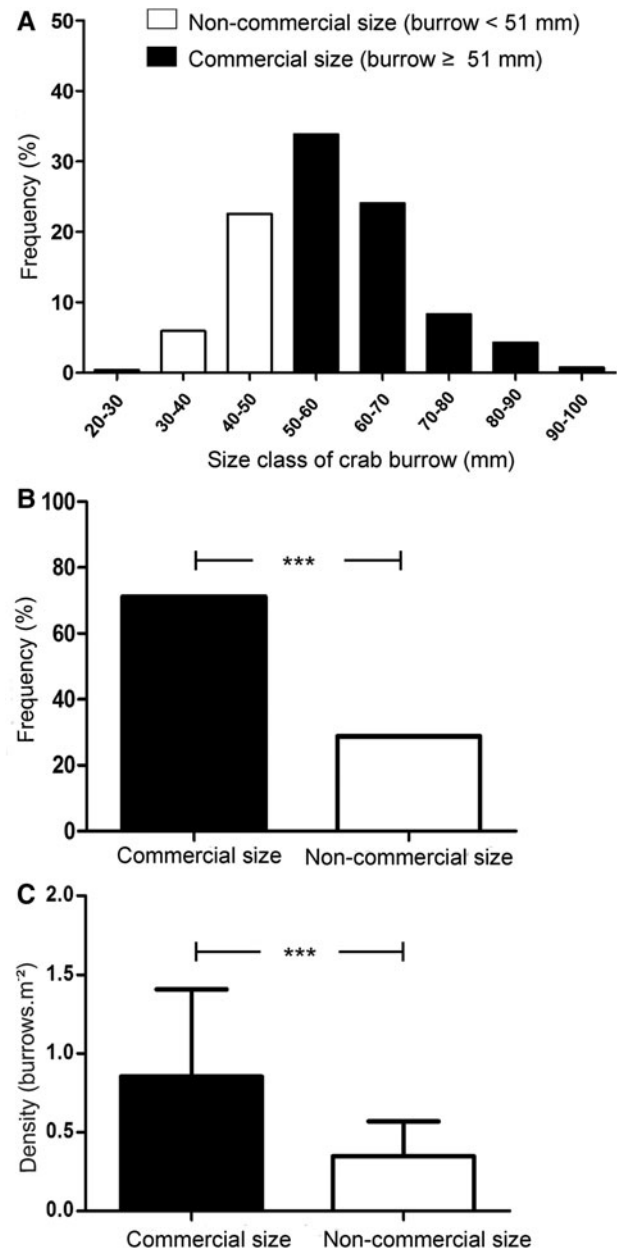 A
Non-commercial size (burrow < 51 mm)
Commercial size (burrow ≥ 51 mm)
Frequency (%)
50
40
30
20
10
0
20-30 30-40 40-50 50-60 60-70 70-80 80-90 90-100
Size class of crab burrow (mm)
B
Frequency (%)
100
80
60
40
20
0
***
Commercial size Non-commercial size
C
Density (burrows.m⁻²)
2.0
1.5
1.0
0.5
0.0
***
Commercial size Non-commercial size